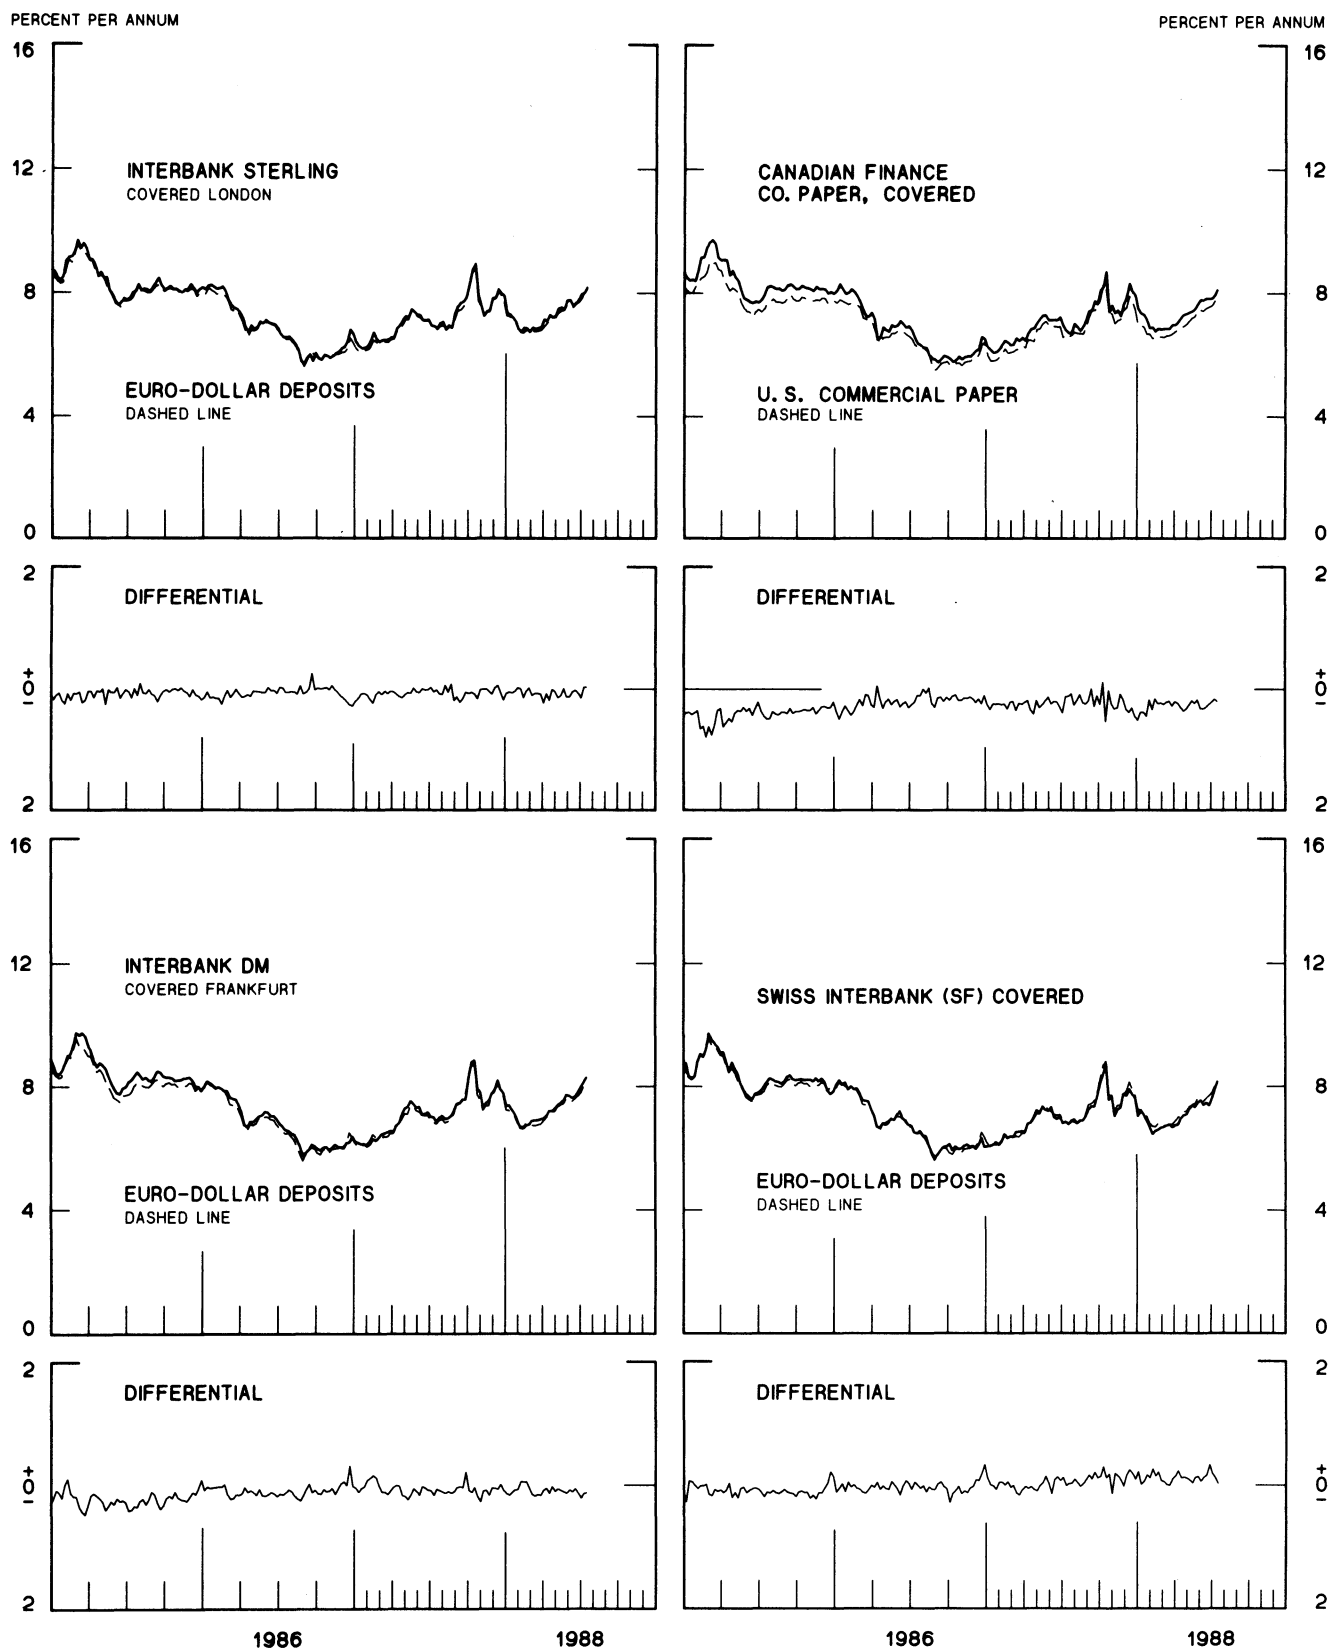 PERCENT PER ANNUM
PERCENT PER ANNUM
16
12
8
4
0
INTERBANK STERLING
COVERED LONDON
EURO-DOLLAR DEPOSITS
DASHED LINE
CANADIAN FINANCE
CO. PAPER, COVERED
U. S. COMMERCIAL PAPER
DASHED LINE
16
12
8
4
0
2
+
0
−
2
DIFFERENTIAL
DIFFERENTIAL
2
+
0
−
2
16
12
8
4
0
INTERBANK DM
COVERED FRANKFURT
EURO-DOLLAR DEPOSITS
DASHED LINE
SWISS INTERBANK (SF) COVERED
EURO-DOLLAR DEPOSITS
DASHED LINE
16
12
8
4
0
2
+
0
−
2
DIFFERENTIAL
DIFFERENTIAL
2
+
0
−
2
1986
1988
1986
1988